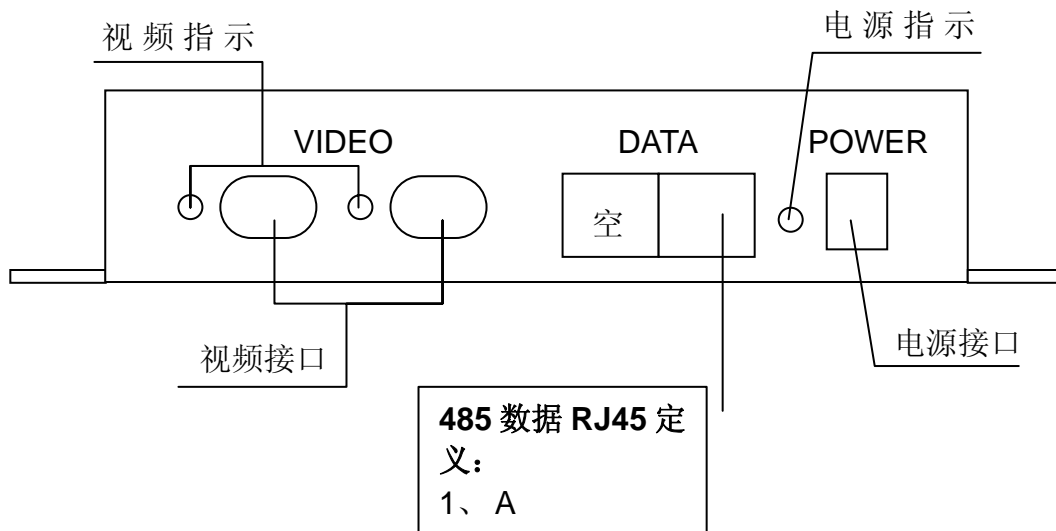 视频指示
电源指示
VIDEO
DATA
POWER
空
视频接口
电源接口
485 数据 RJ45 定
义：
1、 A